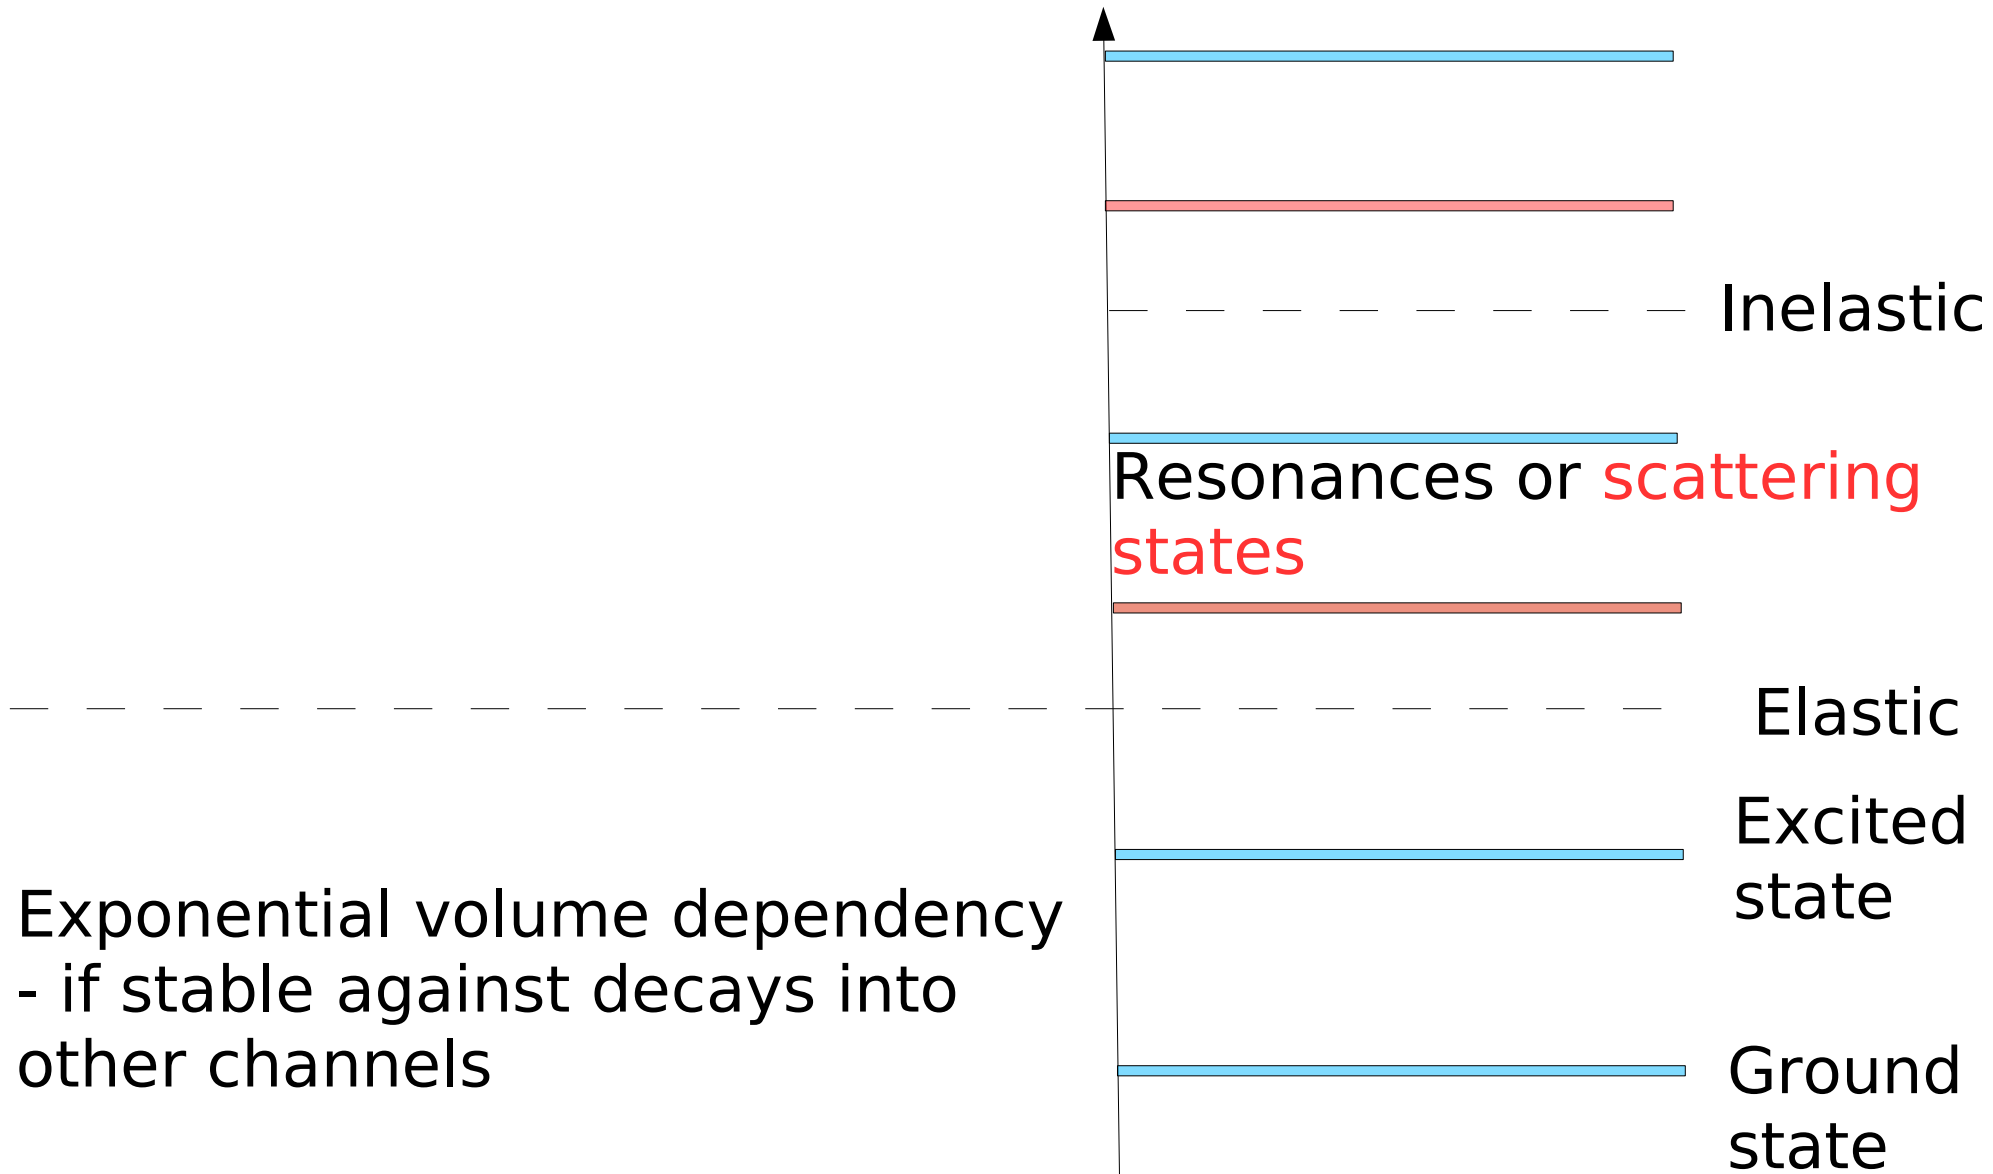 Inelastic
Resonances or scattering
states
Elastic
Excited
state
Exponential volume dependency
- if stable against decays into
other channels
Ground
state